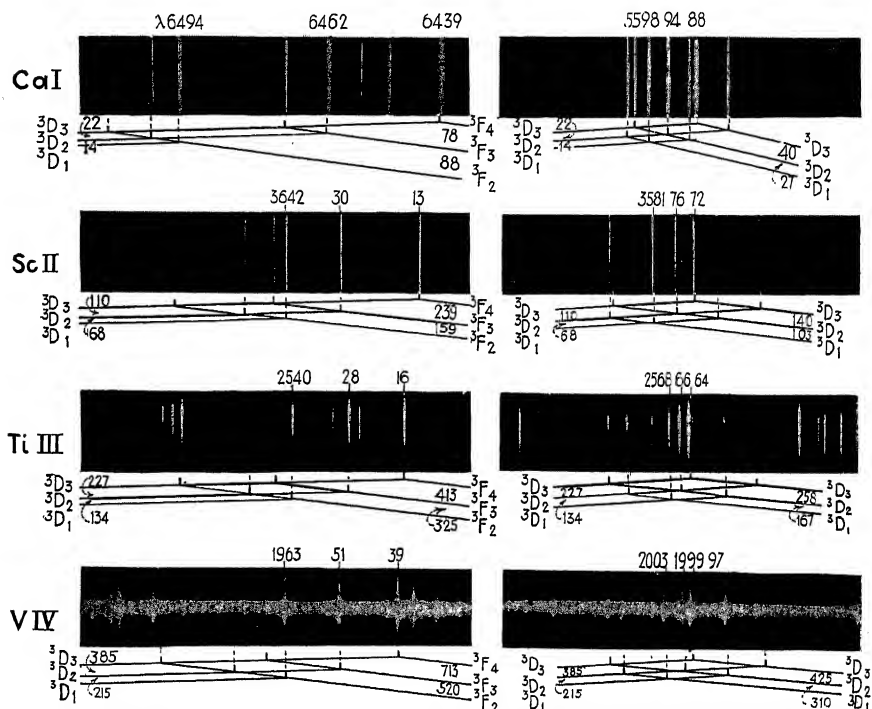 λ6494 6462 6439 5598 94 88
Ca I
³D₃ 22 ³F₄ ³D₃ 22 ³D₃
³D₂ 14 78 ³F₃ ³D₂ 14 40 ³D₂
³D₁ 88 ³F₂ ³D₁ 27 ³D₁
3642 30 13 3581 76 72
Sc II
³D₃ 110 ³F₄ ³D₃ 110 ³D₃
³D₂ 68 239 ³F₃ ³D₂ 68 140 ³D₂
³D₁ 159 ³F₂ ³D₁ 103 ³D₁
2540 28 16 2568 66 64
Ti III
³D₃ 227 ³F₄ ³D₃ 227 ³D₃
³D₂ 134 413 ³F₃ ³D₂ 134 258 ³D₂
³D₁ 325 ³F₂ ³D₁ 167 ³D₁
1963 51 39 2003 1999 97
V IV
³D₃ 385 ³F₄ ³D₃ 385 ³D₃
³D₂ 215 713 ³F₃ ³D₂ 215 425 ³D₂
³D₁ 520 ³F₂ ³D₁ 310 ³D₁